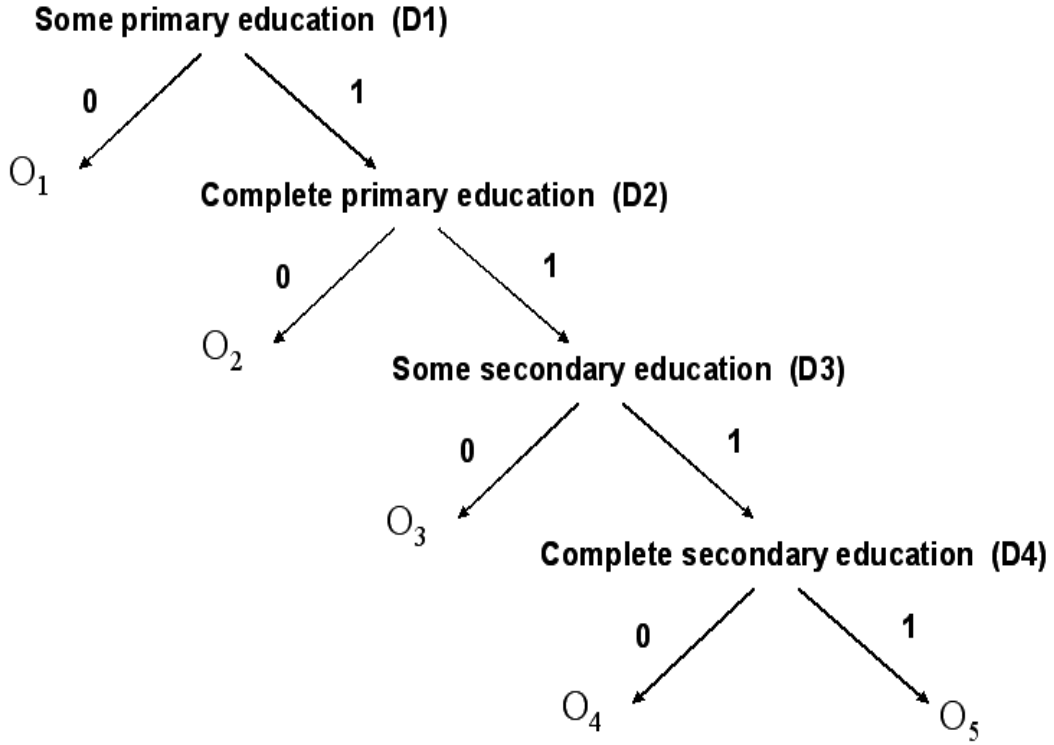 Some primary education (D1)
0
1
O₁
Complete primary education (D2)
0
1
O₂
Some secondary education (D3)
0
1
O₃
Complete secondary education (D4)
0
1
O₄
O₅